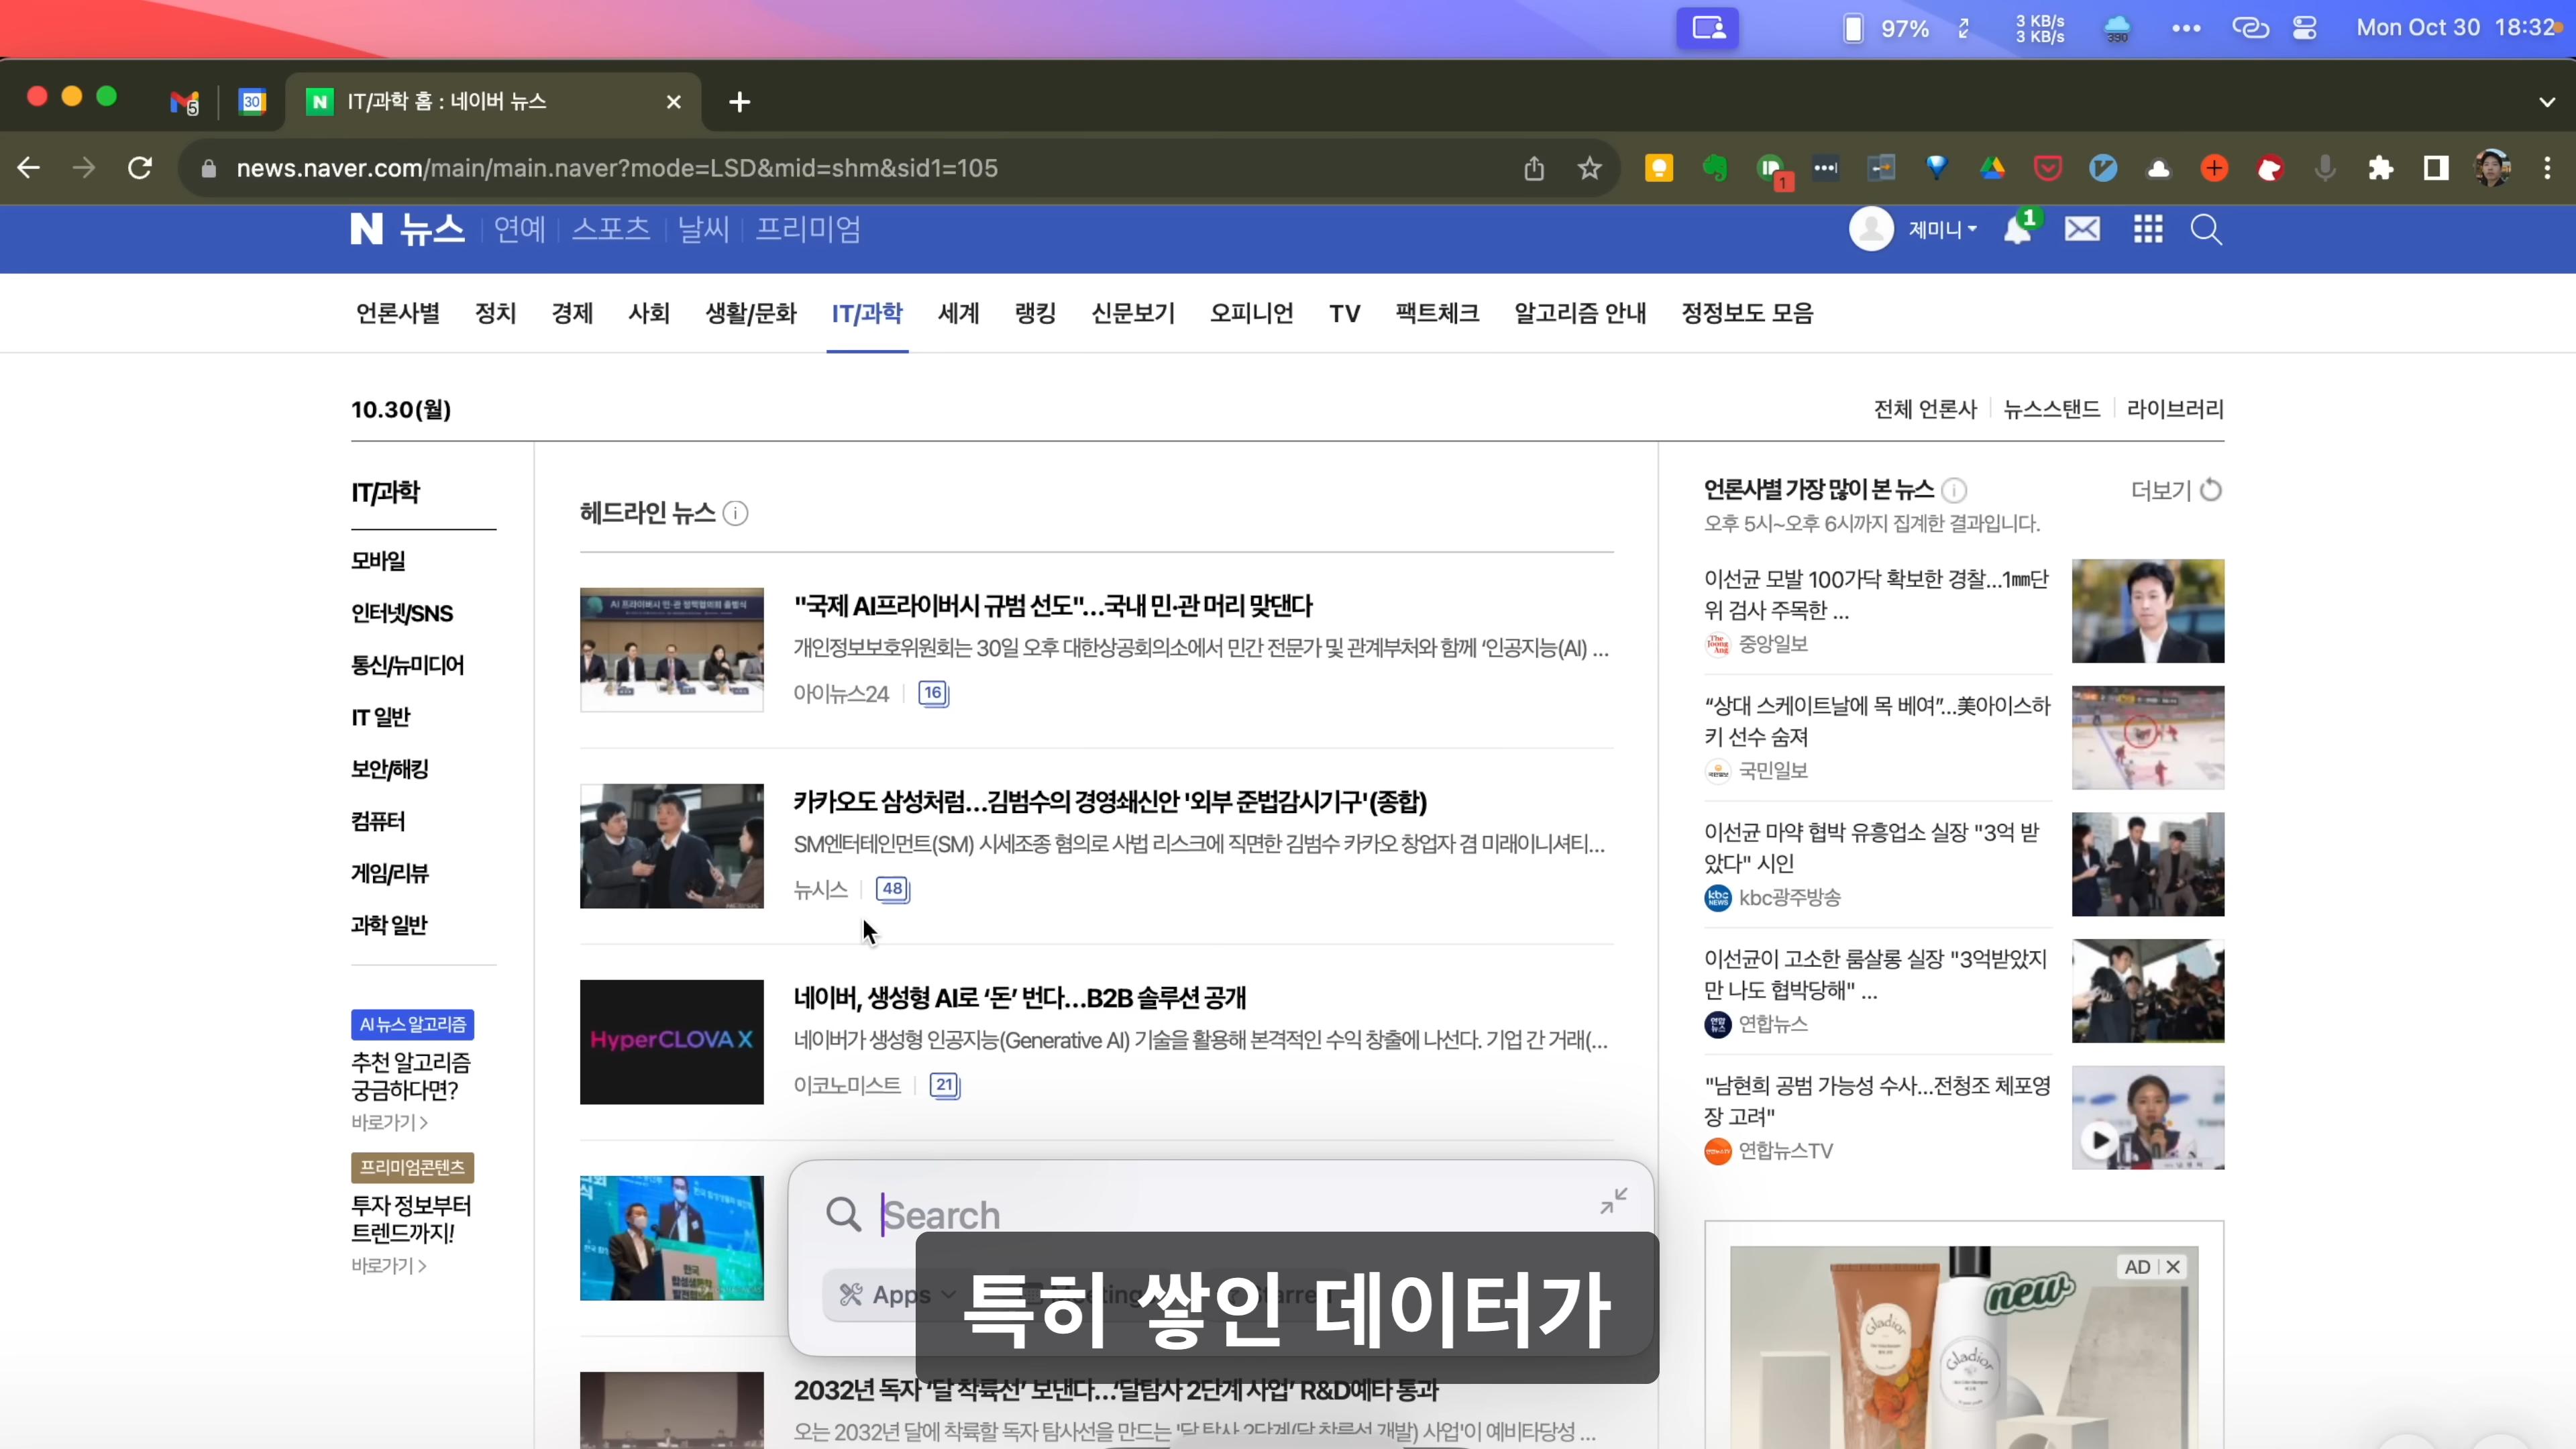 97%
3 KB/s
3 KB/s
390
Mon Oct 30 18:32
5
30
N
IT/과학 홈 : 네이버 뉴스
news.naver.com/main/main.naver?mode=LSD&mid=shm&sid1=105
1
N 뉴스 연예 스포츠 날씨 프리미엄
제미니
1
언론사별 정치 경제 사회 생활/문화 IT/과학 세계 랭킹 신문보기 오피니언 TV 팩트체크 알고리즘 안내 정정보도 모음
10.30(월)
전체 언론사 뉴스스탠드 라이브러리
IT/과학
모바일
인터넷/SNS
통신/뉴미디어
IT 일반
보안/해킹
컴퓨터
게임/리뷰
과학 일반
AI 뉴스 알고리즘
추천 알고리즘
궁금하다면?
바로가기 >
프리미엄콘텐츠
투자 정보부터
트렌드까지!
바로가기 >
헤드라인 뉴스
"국제 AI프라이버시 규범 선도"…국내 민·관 머리 맞댄다
개인정보보호위원회는 30일 오후 대한상공회의소에서 민간 전문가 및 관계부처와 함께 ‘인공지능(AI) ...
아이뉴스24
16
카카오도 삼성처럼…김범수의 경영쇄신안 '외부 준법감시기구'(종합)
SM엔터테인먼트(SM) 시세조종 혐의로 사법 리스크에 직면한 김범수 카카오 창업자 겸 미래이니셔티...
뉴시스
48
HyperCLOVA X
네이버, 생성형 AI로 ‘돈’ 번다…B2B 솔루션 공개
네이버가 생성형 인공지능(Generative AI) 기술을 활용해 본격적인 수익 창출에 나선다. 기업 간 거래(...
이코노미스트
21
Search
Apps
특히 쌓인 데이터가
2032년 독자 ‘달 착륙선’ 보낸다…‘달탐사 2단계 사업’ R&D예타 통과
오는 2032년 달에 착륙할 독자 탐사선을 만드는 '달 탐사 2단계(달 착륙선 개발) 사업'이 예비타당성 ...
언론사별 가장 많이 본 뉴스
더보기
오후 5시~오후 6시까지 집계한 결과입니다.
이선균 모발 100가닥 확보한 경찰…1㎜단
위 검사 주목한 ...
중앙일보
“상대 스케이트날에 목 베여”…美아이스하
키 선수 숨져
국민일보
이선균 마약 협박 유흥업소 실장 "3억 받
았다" 시인
kbc광주방송
이선균이 고소한 룸살롱 실장 "3억받았지
만 나도 협박당해" ...
연합뉴스
"남현희 공범 가능성 수사…전청조 체포영
장 고려"
연합뉴스TV
AD
new
Gladior
Gladior